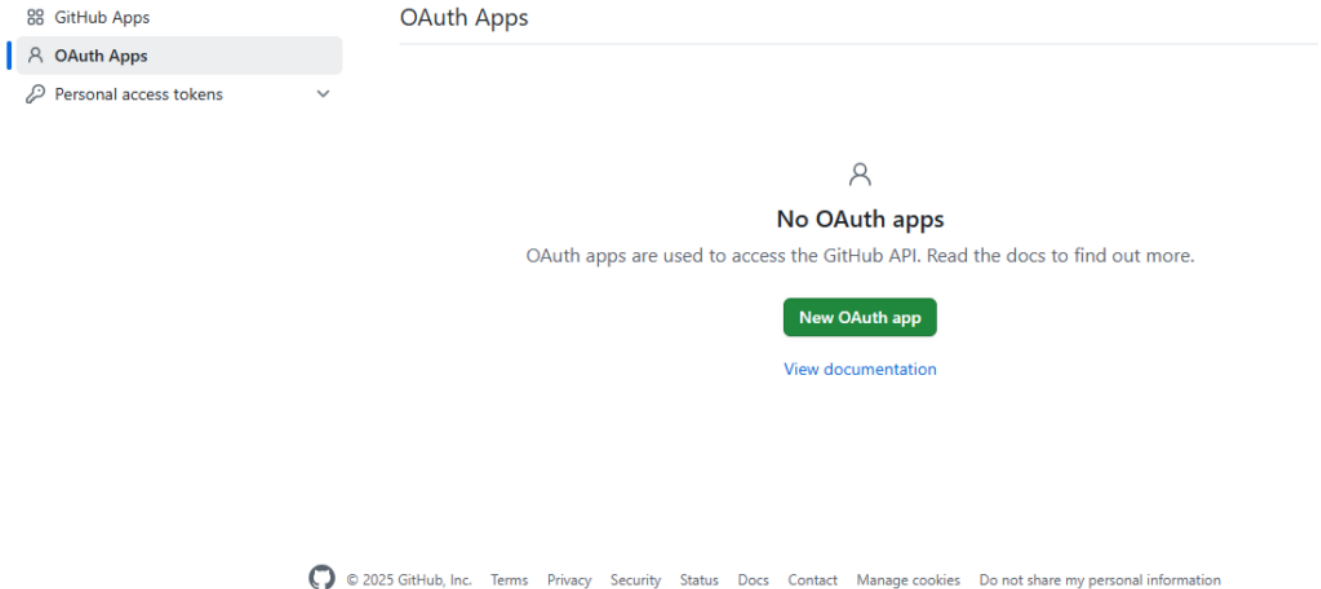 GitHub Apps
OAuth Apps
Personal access tokens
OAuth Apps
No OAuth apps
OAuth apps are used to access the GitHub API. Read the docs to find out more.
New OAuth app
View documentation
© 2025 GitHub, Inc. Terms Privacy Security Status Docs Contact Manage cookies Do not share my personal information